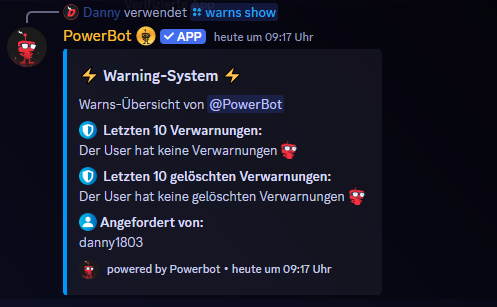 Danny verwendet warns show
PowerBot APP heute um 09:17 Uhr
Warning-System
Warns-Übersicht von @PowerBot
Letzten 10 Verwarnungen:
Der User hat keine Verwarnungen
Letzten 10 gelöschten Verwarnungen:
Der User hat keine gelöschten Verwarnungen
Angefordert von:
danny1803
powered by Powerbot • heute um 09:17 Uhr